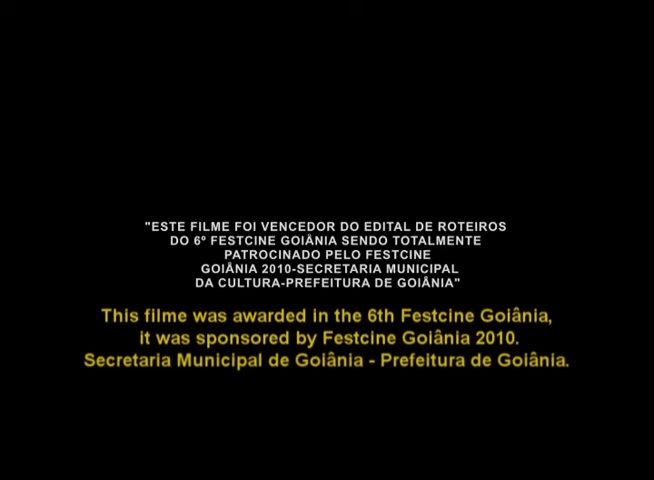 "ESTE FILME FOI VENCEDOR DO EDITAL DE ROTEIROS
DO 6º FESTCINE GOIÂNIA SENDO TOTALMENTE
PATROCINADO PELO FESTCINE
GOIÂNIA 2010-SECRETARIA MUNICIPAL
DA CULTURA-PREFEITURA DE GOIÂNIA"
This filme was awarded in the 6th Festcine Goiânia,
it was sponsored by Festcine Goiânia 2010.
Secretaria Municipal de Goiânia - Prefeitura de Goiânia.